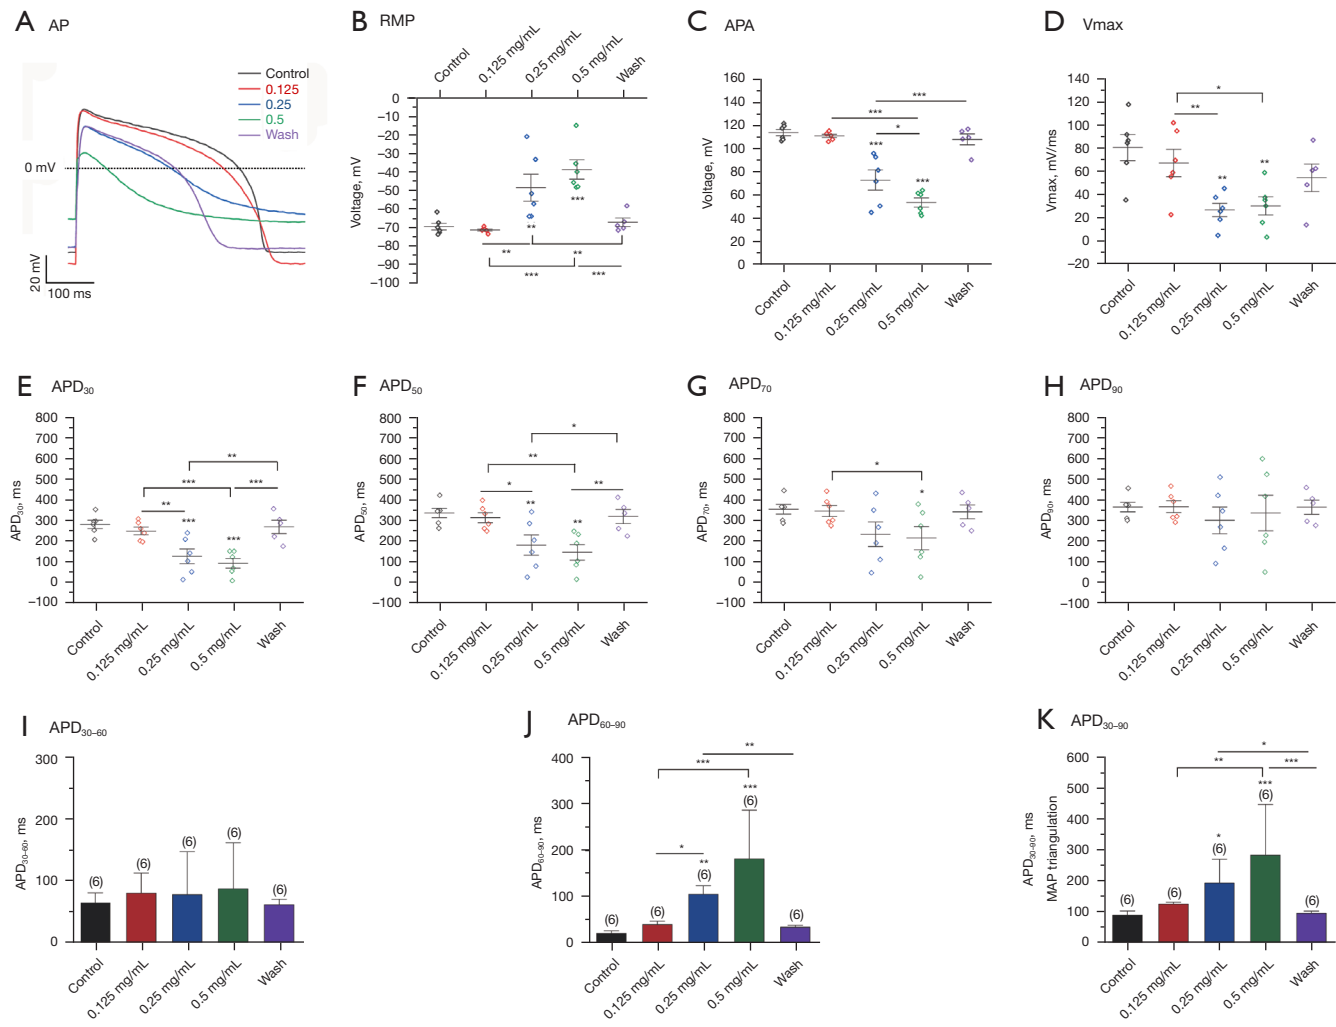 A AP
Control
0.125
0.25
0.5
Wash
0 mV
20 mV
100 ms
B RMP
Control
0.125 mg/mL
0.25 mg/mL
0.5 mg/mL
Wash
Voltage, mV
0
−10
−20
−30
−40
−50
−60
−70
−80
−90
−100
***
**
** **
*** ***
C APA
Voltage, mV
160
140
120
100
80
60
40
20
0
***
***
*
***
***
Control
0.125 mg/mL
0.25 mg/mL
0.5 mg/mL
Wash
D Vmax
Vmax, mV/ms
140
120
100
80
60
40
20
0
−20
*
**
**
**
Control
0.125 mg/mL
0.25 mg/mL
0.5 mg/mL
Wash
E APD30
APD30, ms
800
700
600
500
400
300
200
100
0
−100
**
*** ***
**
***
***
Control
0.125 mg/mL
0.25 mg/mL
0.5 mg/mL
Wash
F APD50
APD50, ms
800
700
600
500
400
300
200
100
0
−100
*
**
* **
**
**
Control
0.125 mg/mL
0.25 mg/mL
0.5 mg/mL
Wash
G APD70
APD70, ms
800
700
600
500
400
300
200
100
0
−100
*
*
Control
0.125 mg/mL
0.25 mg/mL
0.5 mg/mL
Wash
H APD90
APD90, ms
800
700
600
500
400
300
200
100
0
−100
Control
0.125 mg/mL
0.25 mg/mL
0.5 mg/mL
Wash
I APD30–60
APD30–60, ms
300
200
100
0
(6) (6) (6) (6) (6)
Control
0.125 mg/mL
0.25 mg/mL
0.5 mg/mL
Wash
J APD60–90
APD60–90, ms
400
300
200
100
0
**
***
***
*
**
(6) (6) (6) (6) (6)
Control
0.125 mg/mL
0.25 mg/mL
0.5 mg/mL
Wash
K APD30–90
APD30–90, ms
MAP triangulation
600
500
400
300
200
100
0
*
** ***
***
*
(6) (6) (6) (6) (6)
Control
0.125 mg/mL
0.25 mg/mL
0.5 mg/mL
Wash